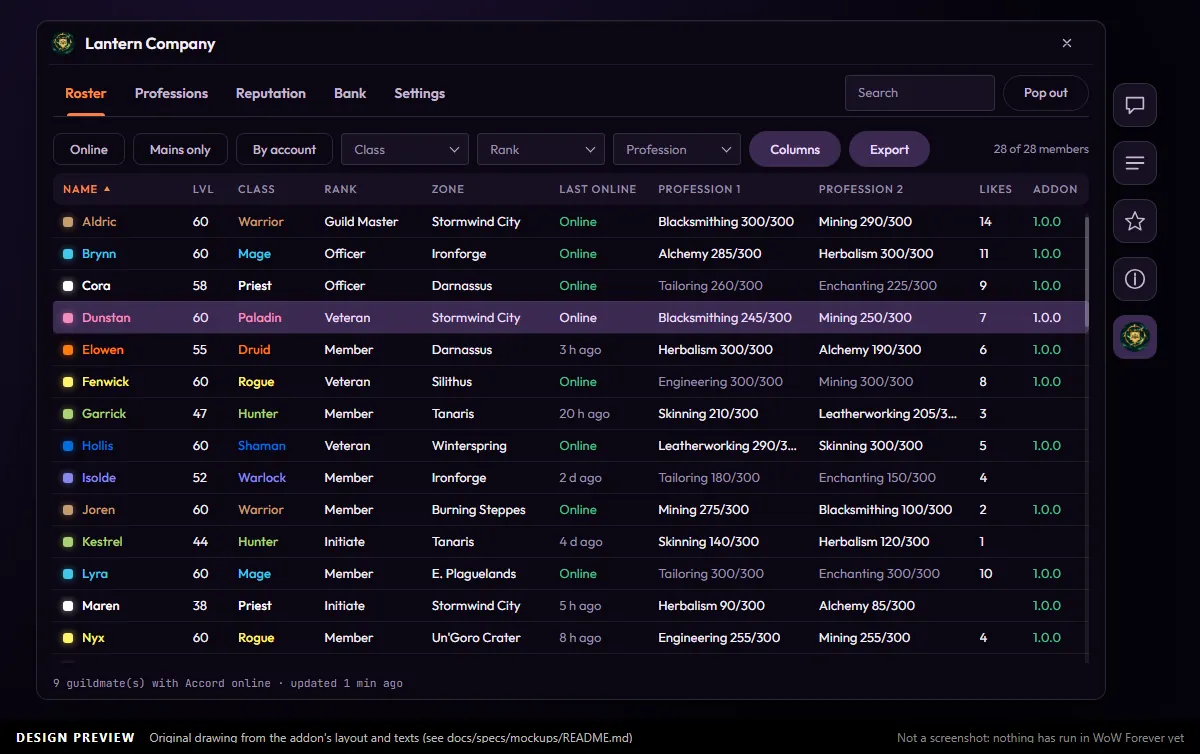 Lantern Company ×
Roster Professions Reputation Bank Settings Search Pop out
Online Mains only By account Class Rank Profession Columns Export 28 of 28 members
NAME LVL CLASS RANK ZONE LAST ONLINE PROFESSION 1 PROFESSION 2 LIKES ADDON
Aldric 60 Warrior Guild Master Stormwind City Online Blacksmithing 300/300 Mining 290/300 14 1.0.0
Brynn 60 Mage Officer Ironforge Online Alchemy 285/300 Herbalism 300/300 11 1.0.0
Cora 58 Priest Officer Darnassus Online Tailoring 260/300 Enchanting 225/300 9 1.0.0
Dunstan 60 Paladin Veteran Stormwind City Online Blacksmithing 245/300 Mining 250/300 7 1.0.0
Elowen 55 Druid Member Darnassus 3 h ago Herbalism 300/300 Alchemy 190/300 6 1.0.0
Fenwick 60 Rogue Veteran Silithus Online Engineering 300/300 Mining 300/300 8 1.0.0
Garrick 47 Hunter Member Tanaris 20 h ago Skinning 210/300 Leatherworking 205/3... 3
Hollis 60 Shaman Veteran Winterspring Online Leatherworking 290/3... Skinning 300/300 5 1.0.0
Isolde 52 Warlock Member Ironforge 2 d ago Tailoring 180/300 Enchanting 150/300 4
Joren 60 Warrior Member Burning Steppes Online Mining 275/300 Blacksmithing 100/300 2 1.0.0
Kestrel 44 Hunter Initiate Tanaris 4 d ago Skinning 140/300 Herbalism 120/300 1
Lyra 60 Mage Member E. Plaguelands Online Tailoring 300/300 Enchanting 300/300 10 1.0.0
Maren 38 Priest Initiate Stormwind City 5 h ago Herbalism 90/300 Alchemy 85/300 1.0.0
Nyx 60 Rogue Member Un'Goro Crater 8 h ago Engineering 255/300 Mining 255/300 4 1.0.0
9 guildmate(s) with Accord online · updated 1 min ago
DESIGN PREVIEW Original drawing from the addon's layout and texts (see docs/specs/mockups/README.md) Not a screenshot: nothing has run in WoW Forever yet